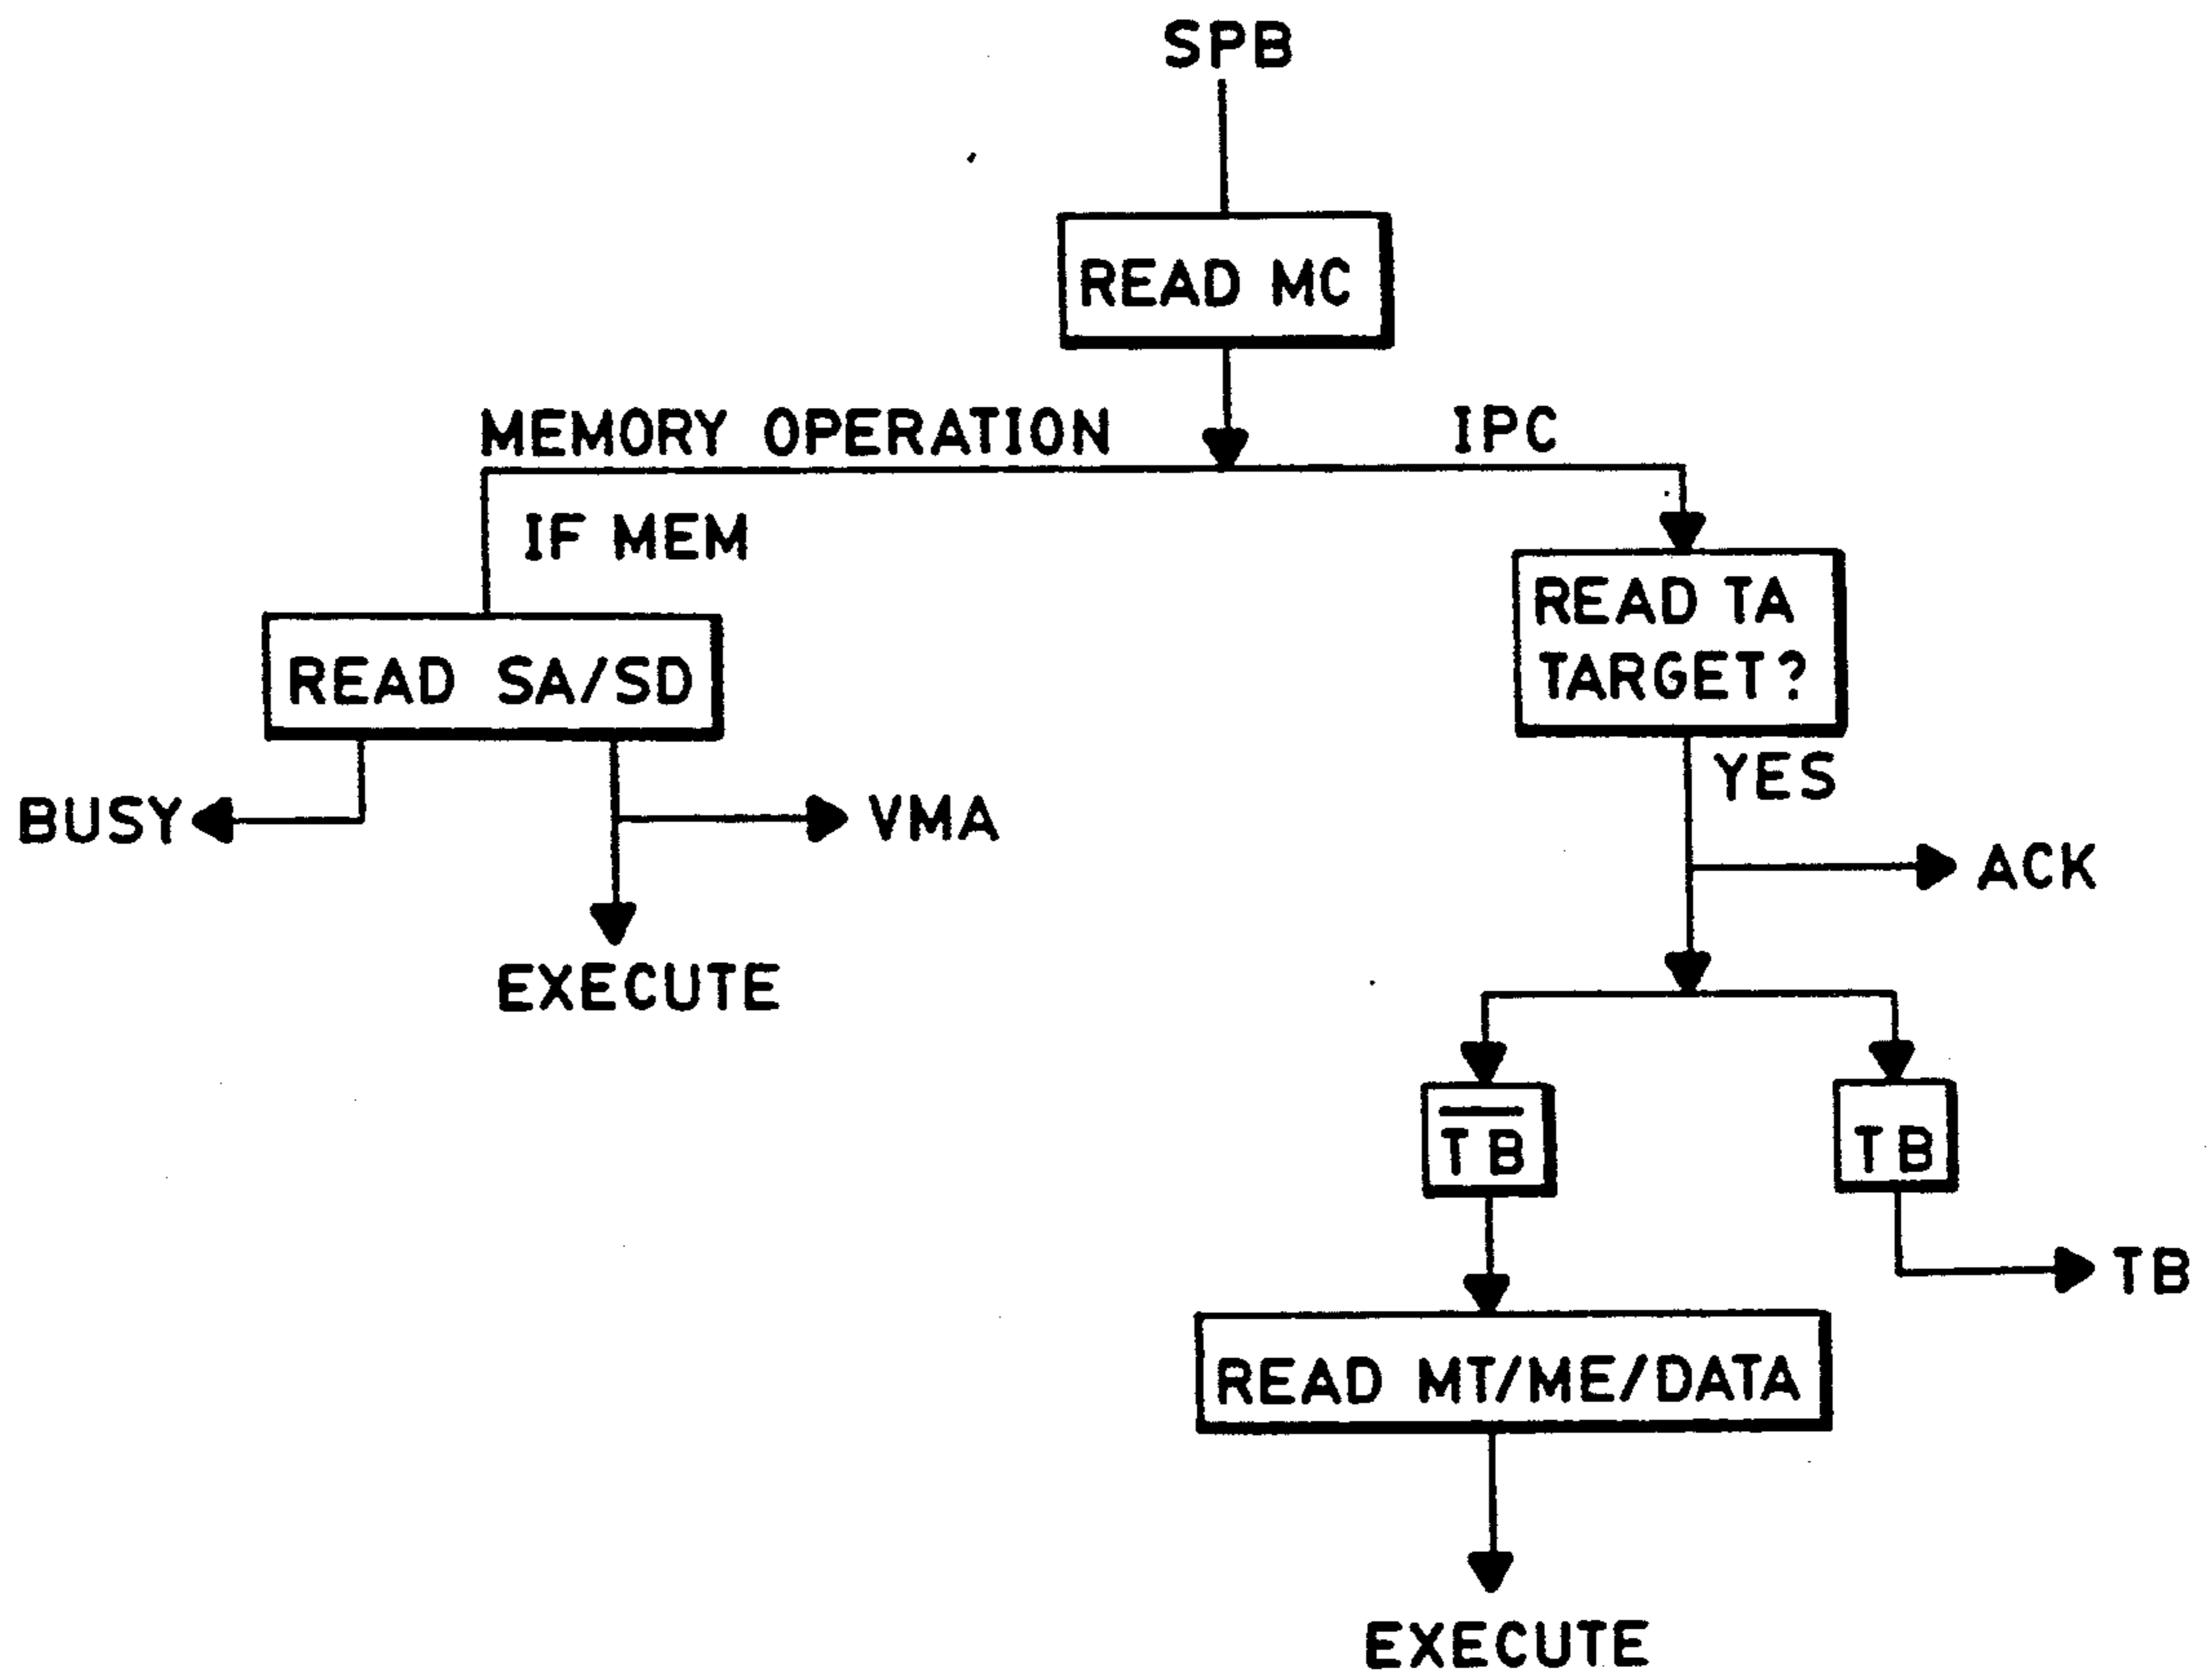 SPB
READ MC
MEMORY OPERATION
IPC
IF MEM
READ TA
TARGET?
READ SA/SD
YES
BUSY
VMA
ACK
EXECUTE
T̅B̅
TB
TB
READ MT/ME/DATA
EXECUTE